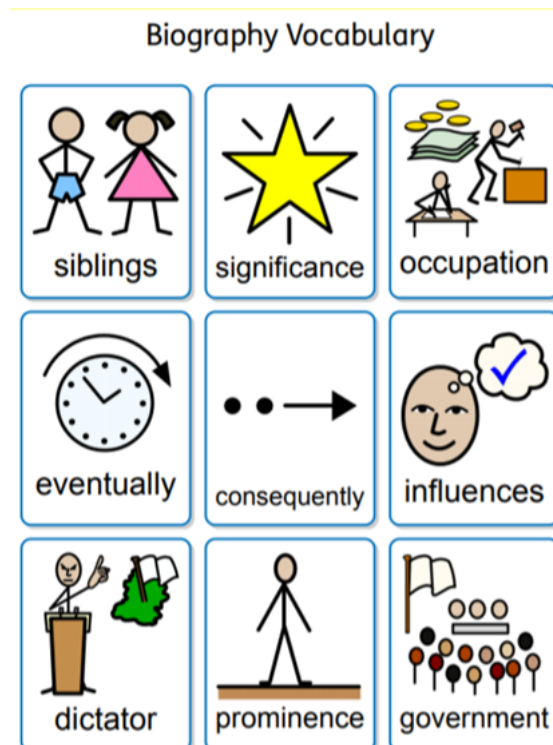 Biography Vocabulary
siblings
significance
occupation
eventually
consequently
influences
dictator
prominence
government